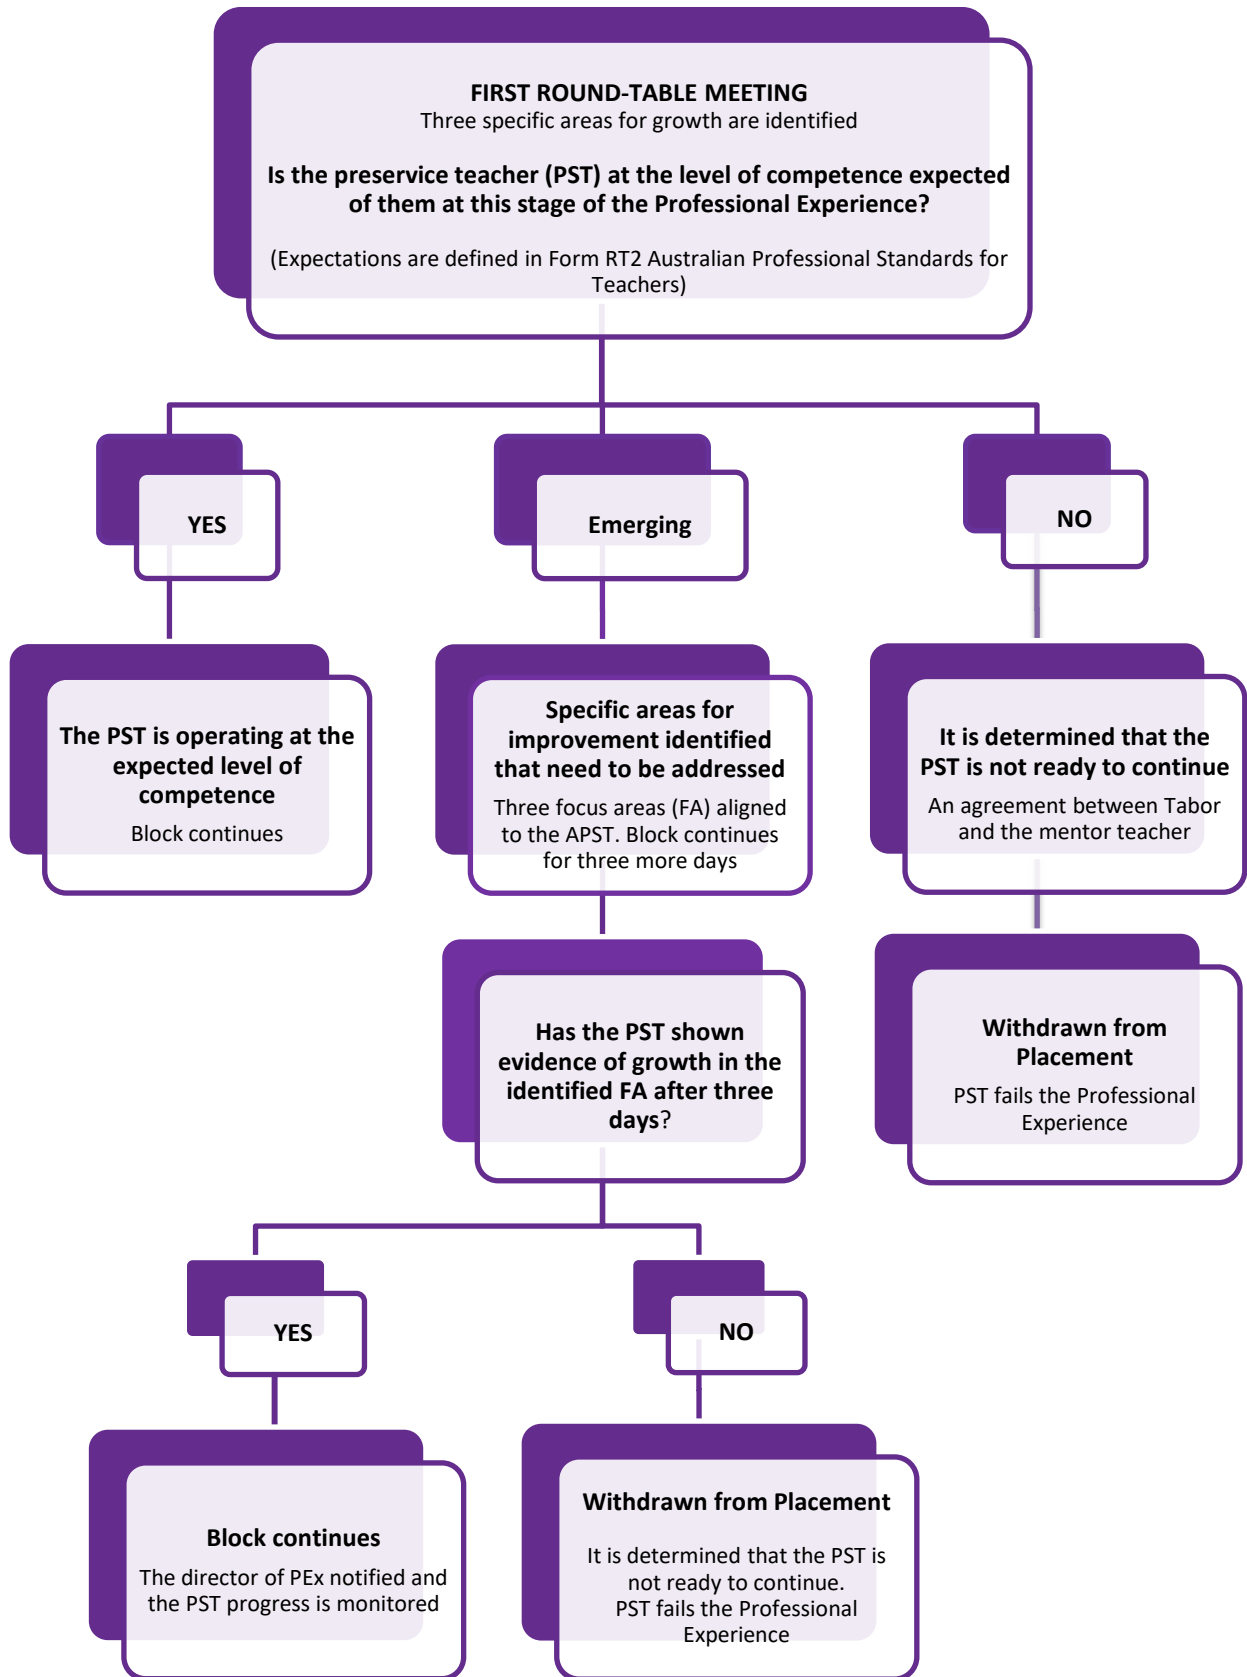 FIRST ROUND-TABLE MEETING
Three specific areas for growth are identified
Is the preservice teacher (PST) at the level of competence expected
of them at this stage of the Professional Experience?
(Expectations are defined in Form RT2 Australian Professional Standards for
Teachers)
YES
Emerging
NO
The PST is operating at the
expected level of
competence
Block continues
Specific areas for
improvement identified
that need to be addressed
Three focus areas (FA) aligned
to the APST. Block continues
for three more days
It is determined that the
PST is not ready to continue
An agreement between Tabor
and the mentor teacher
Has the PST shown
evidence of growth in the
identified FA after three
days?
Withdrawn from
Placement
PST fails the Professional
Experience
YES
NO
Block continues
The director of PEx notified and
the PST progress is monitored
Withdrawn from Placement
It is determined that the PST is
not ready to continue.
PST fails the Professional
Experience